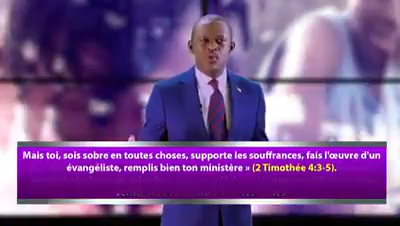 Mais toi, sois sobre en toutes choses, supporte les souffrances, fais l'œuvre d'un
évangéliste, remplis bien ton ministère » (2 Timothée 4:3-5).